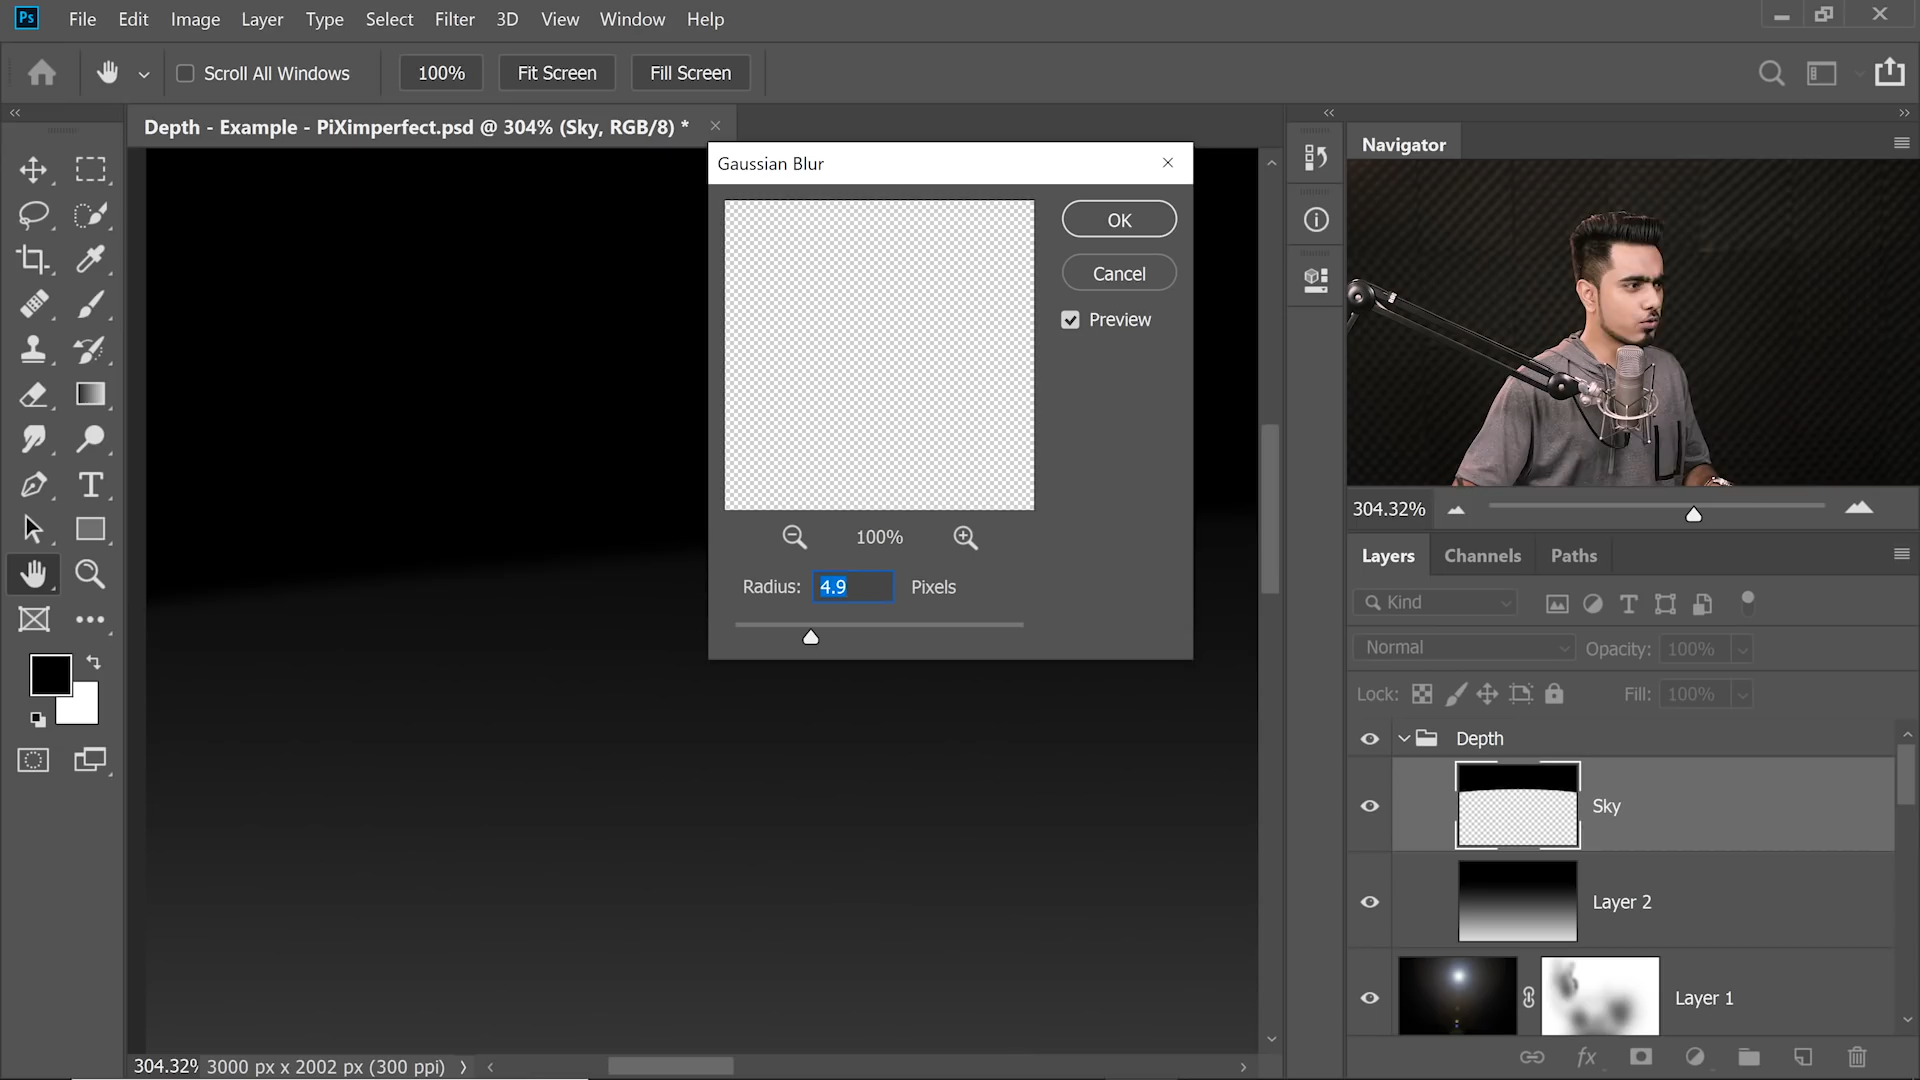 Ps File Edit Image Layer Type Select Filter 3D View Window Help
Scroll All Windows 100% Fit Screen Fill Screen
Depth - Example - PiXimperfect.psd @ 304% (Sky, RGB/8) *
Gaussian Blur
OK
Cancel
Preview
100%
Radius: 4.9 Pixels
Navigator
304.32%
Layers Channels Paths
Kind
Normal Opacity: 100%
Lock: Fill: 100%
Depth
Sky
Layer 2
Layer 1
fx
304.32% 3000 px x 2002 px (300 ppi)